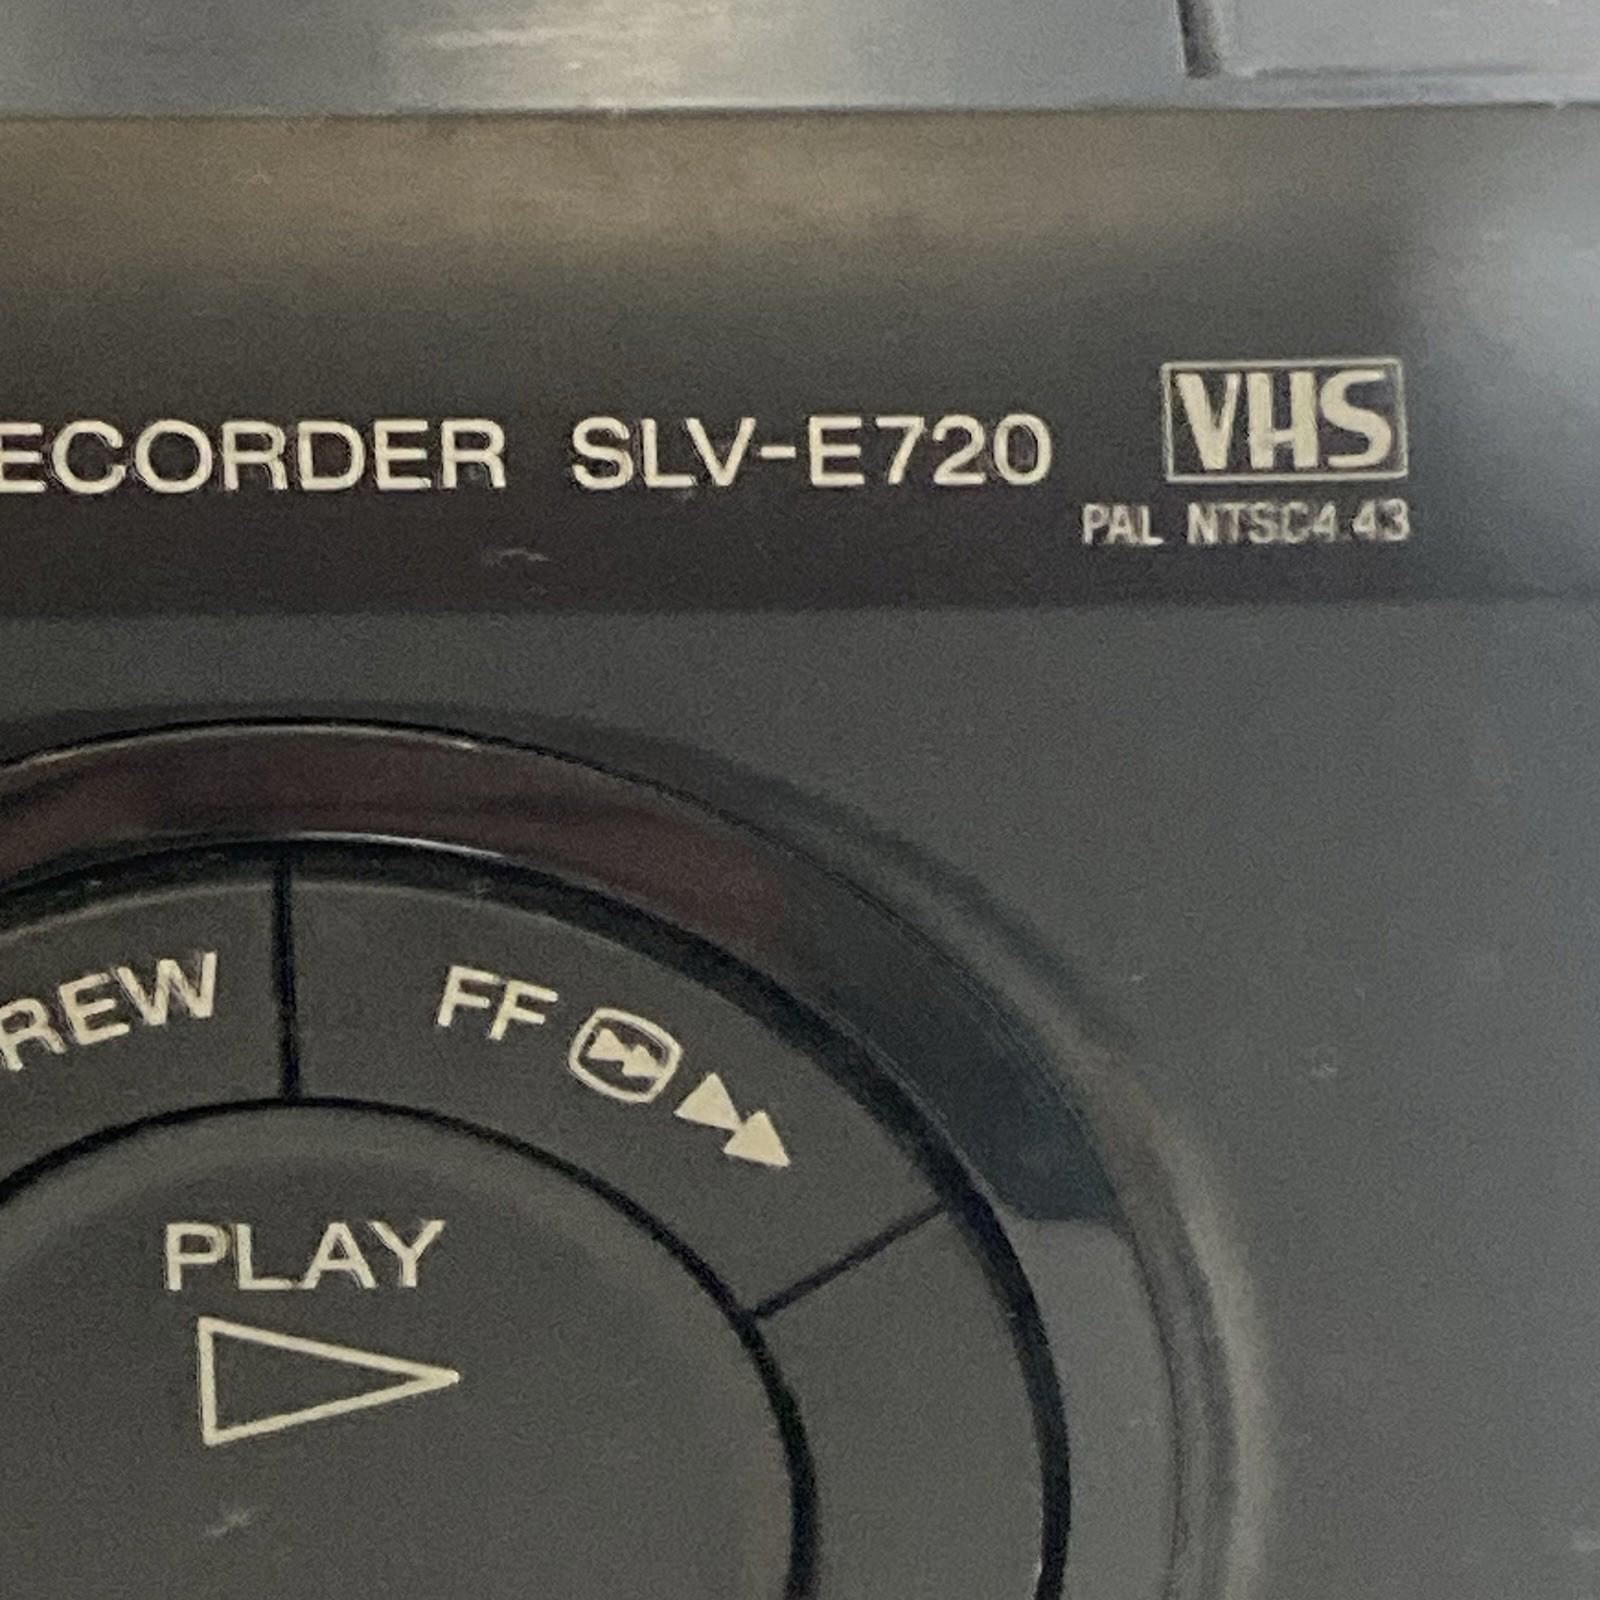 ECORDER SLV-E720
VHS
PAL NTSC4.43
REW
FF
PLAY